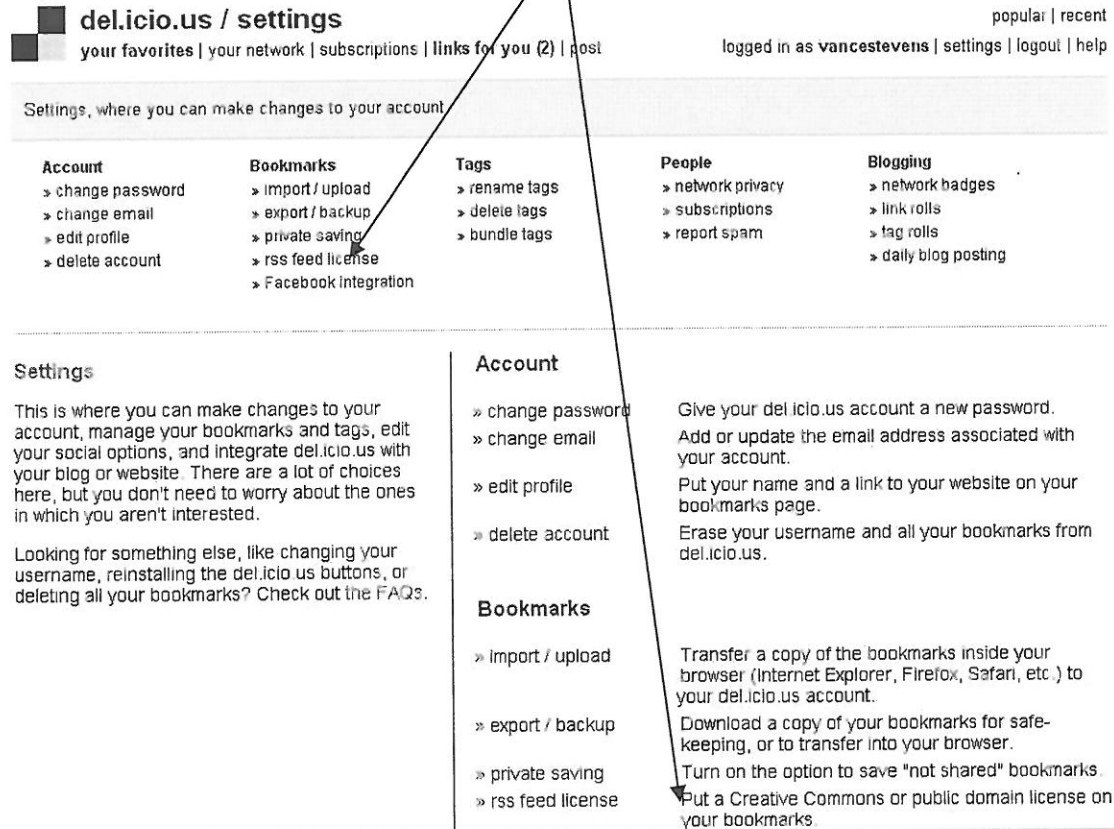 del.icio.us / settings
popular | recent
your favorites | your network | subscriptions | links for you (2) | post
logged in as vancestevens | settings | logout | help
Settings, where you can make changes to your account
Account
» change password
» change email
» edit profile
» delete account
Bookmarks
» import / upload
» export / backup
» private saving
» rss feed license
» Facebook integration
Tags
» rename tags
» delete tags
» bundle tags
People
» network privacy
» subscriptions
» report spam
Blogging
» network badges
» link rolls
» tag rolls
» daily blog posting
Settings
This is where you can make changes to your
account, manage your bookmarks and tags, edit
your social options, and integrate del.icio.us with
your blog or website. There are a lot of choices
here, but you don't need to worry about the ones
in which you aren't interested.
Looking for something else, like changing your
username, reinstalling the del.icio.us buttons, or
deleting all your bookmarks? Check out the FAQs.
Account
» change password Give your del.icio.us account a new password.
» change email Add or update the email address associated with
your account.
» edit profile Put your name and a link to your website on your
bookmarks page.
» delete account Erase your username and all your bookmarks from
del.icio.us.
Bookmarks
» import / upload Transfer a copy of the bookmarks inside your
browser (Internet Explorer, Firefox, Safari, etc.) to
your del.icio.us account.
» export / backup Download a copy of your bookmarks for safe-
keeping, or to transfer into your browser.
» private saving Turn on the option to save "not shared" bookmarks.
» rss feed license Put a Creative Commons or public domain license on
your bookmarks.